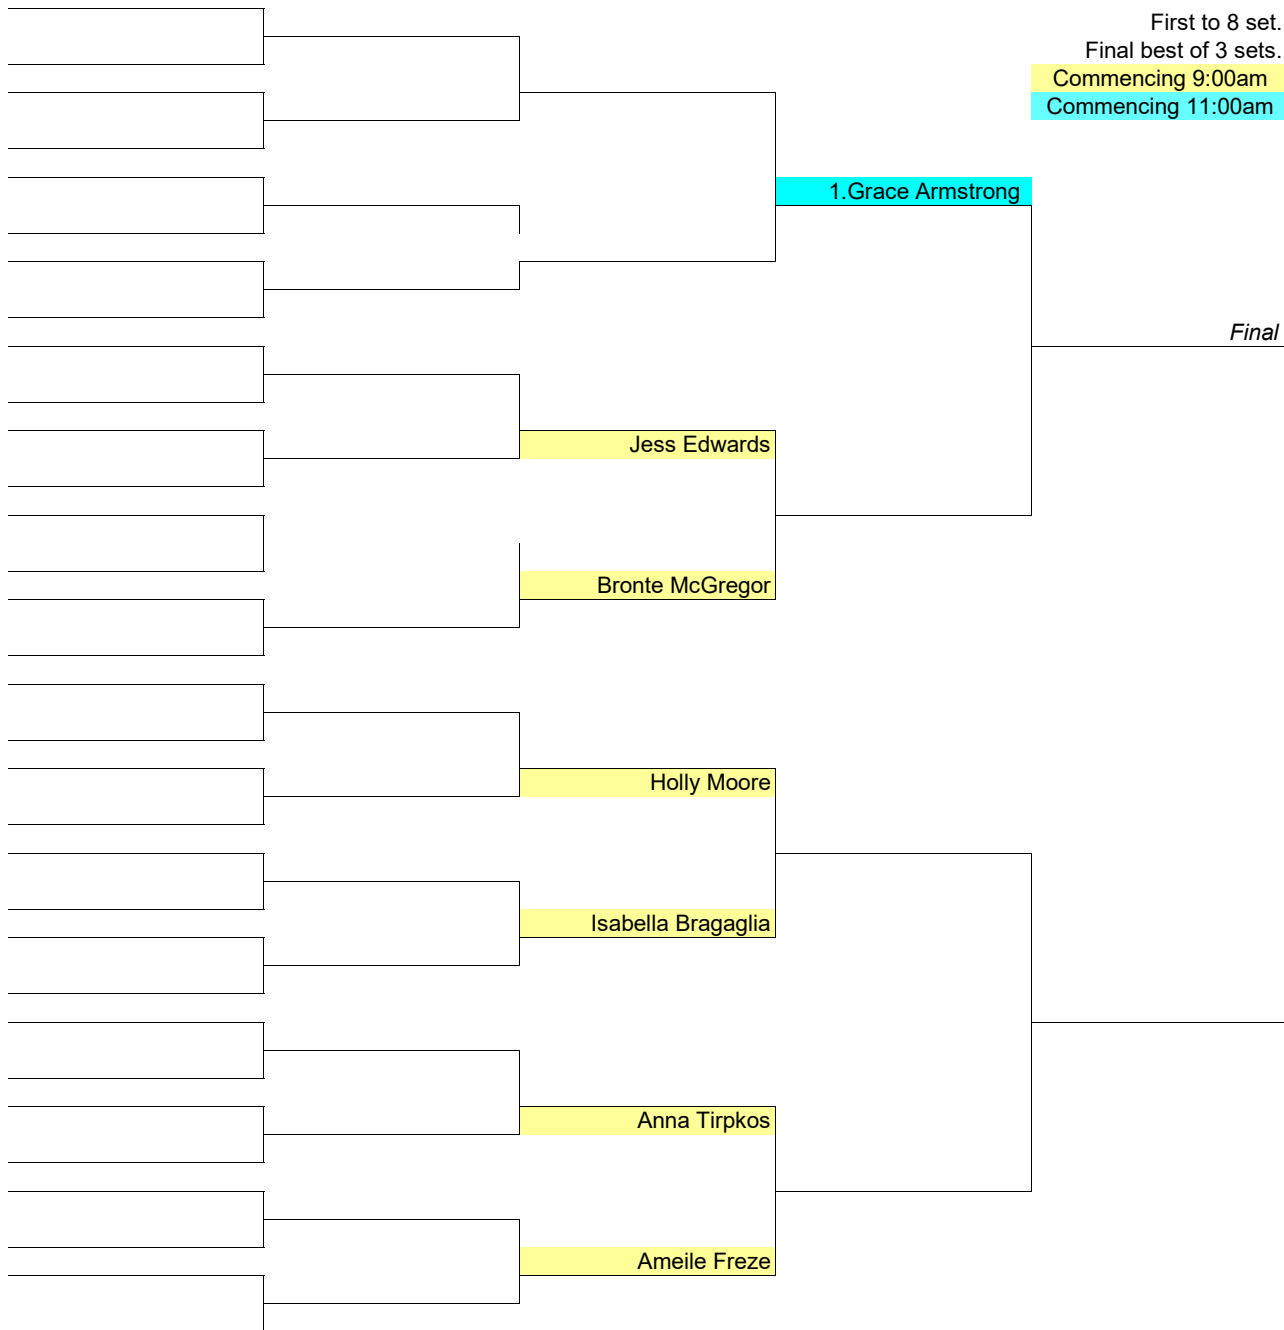 First to 8 set.
Final best of 3 sets.
Commencing 9:00am
Commencing 11:00am
1.Grace Armstrong
Final
Jess Edwards
Bronte McGregor
Holly Moore
Isabella Bragaglia
Anna Tirpkos
Ameile Freze